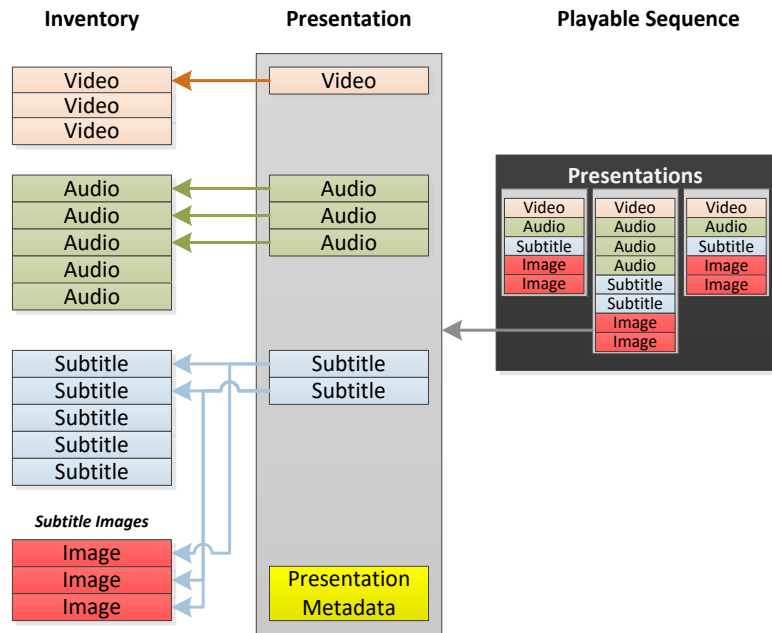 Inventory
Presentation
Playable Sequence
Video
Video
Video
Audio
Audio
Audio
Audio
Audio
Subtitle
Subtitle
Subtitle
Subtitle
Subtitle
Subtitle Images
Image
Image
Image
Video
Audio
Audio
Audio
Subtitle
Subtitle
Presentation
Metadata
Presentations
Video
Audio
Subtitle
Image
Image
Video
Audio
Audio
Audio
Subtitle
Subtitle
Image
Image
Video
Audio
Subtitle
Image
Image